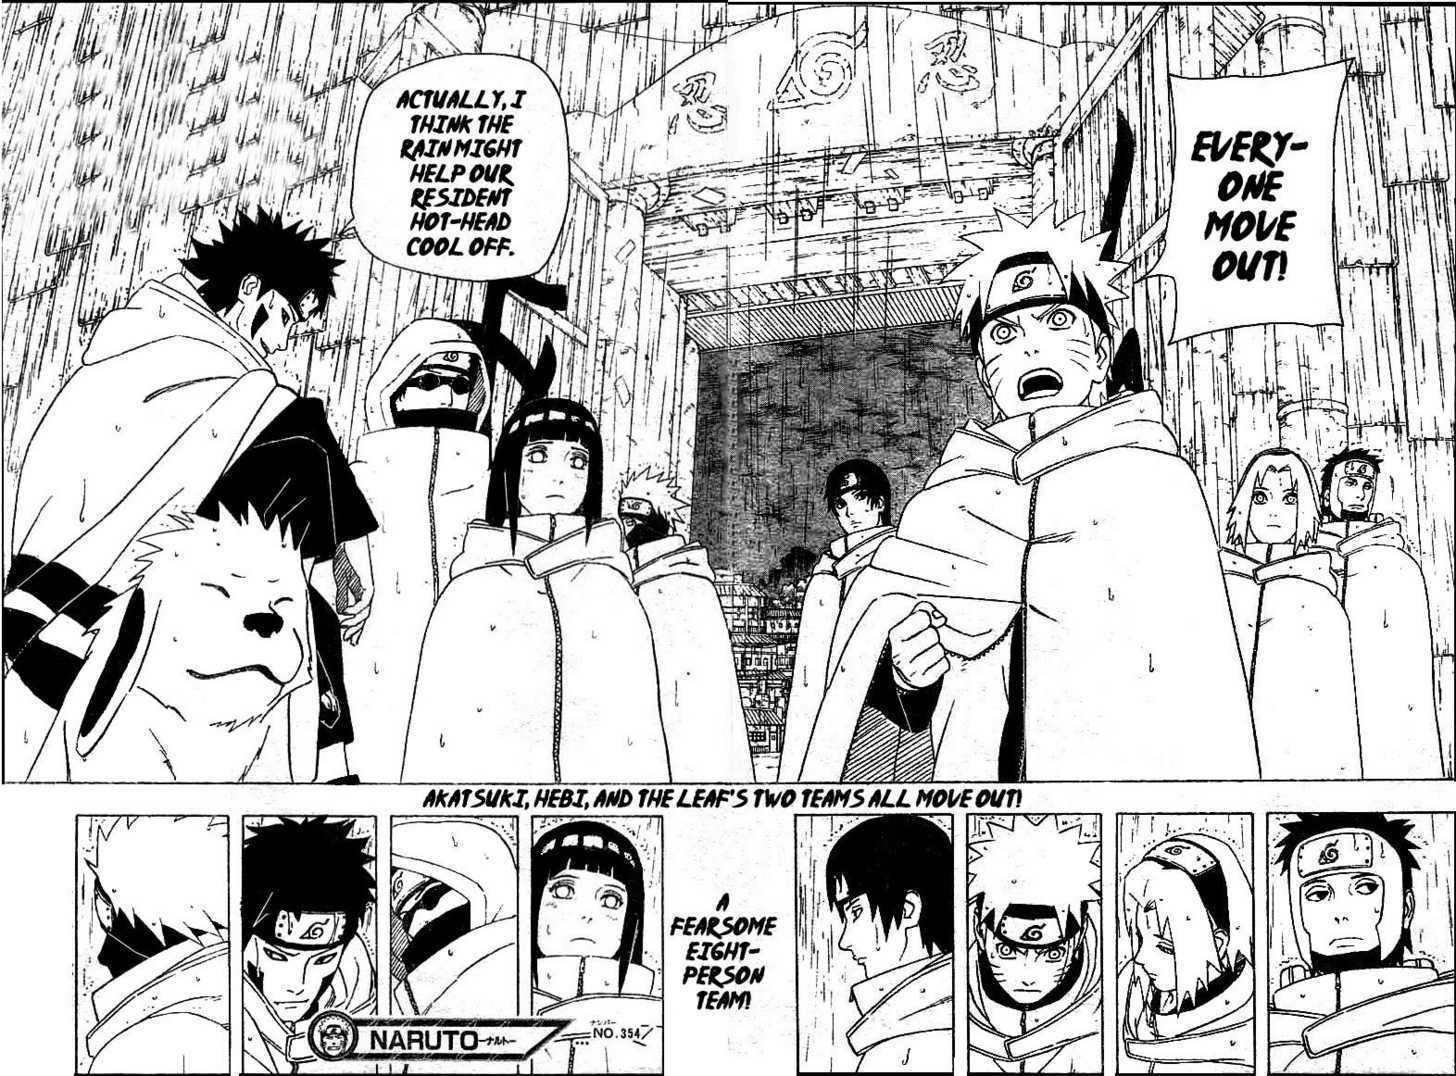 忍
忍
EVERY-
ONE
MOVE
OUT!
ACTUALLY, I
THINK THE
RAIN MIGHT
HELP OUR
RESIDENT
HOT-HEAD
COOL OFF.
AKATSUKI, HEBI, AND THE LEAF'S TWO TEAMS ALL MOVE OUT!
A
FEARSOME
EIGHT-
PERSON
TEAM!
NARUTO-ナルト-
ナンバー
...NO.354/